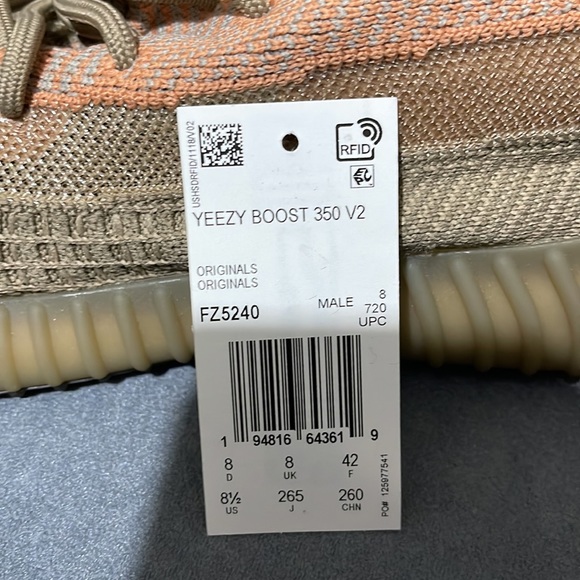 USHSDRFID/1118/V02
RFID
YEEZY BOOST 350 V2
ORIGINALS
ORIGINALS
FZ5240
MALE
8
720
UPC
1 94816 64361 9
8 8 42
D UK F
8½ 265 260
US J CHN
PO# 125977541